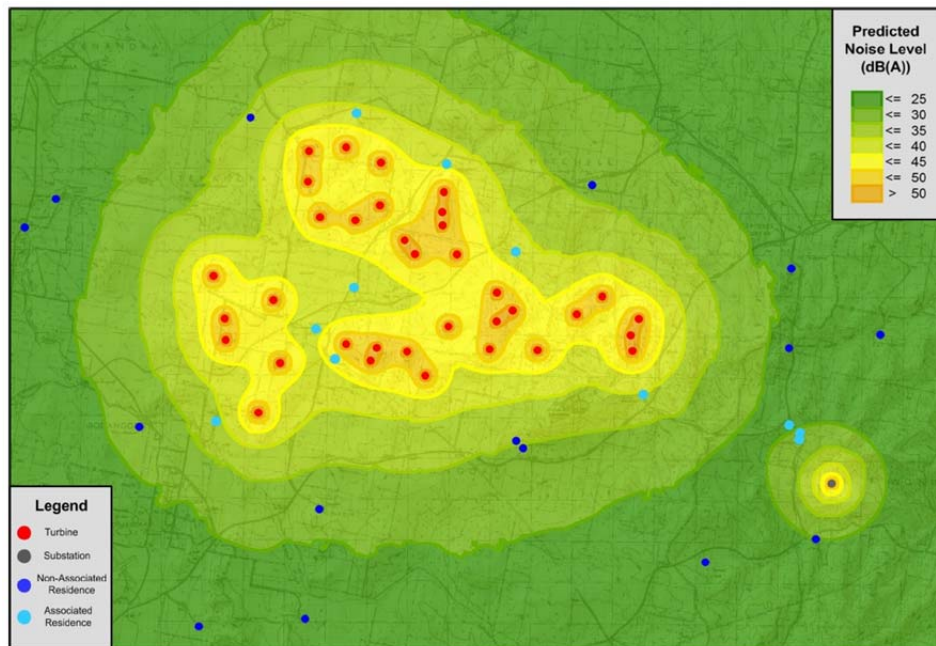 Predicted
Noise Level
(dB(A))
<= 25
<= 30
<= 35
<= 40
<= 45
<= 50
> 50
Legend
Turbine
Substation
Non-Associated
Residence
Associated
Residence